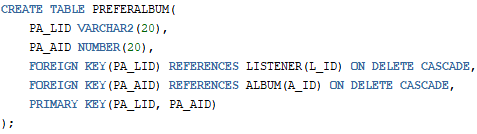 CREATE TABLE PREFERALBUM(
PA_LID VARCHAR2(20),
PA_AID NUMBER(20),
FOREIGN KEY(PA_LID) REFERENCES LISTENER(L_ID) ON DELETE CASCADE,
FOREIGN KEY(PA_AID) REFERENCES ALBUM(A_ID) ON DELETE CASCADE,
PRIMARY KEY(PA_LID, PA_AID)
);